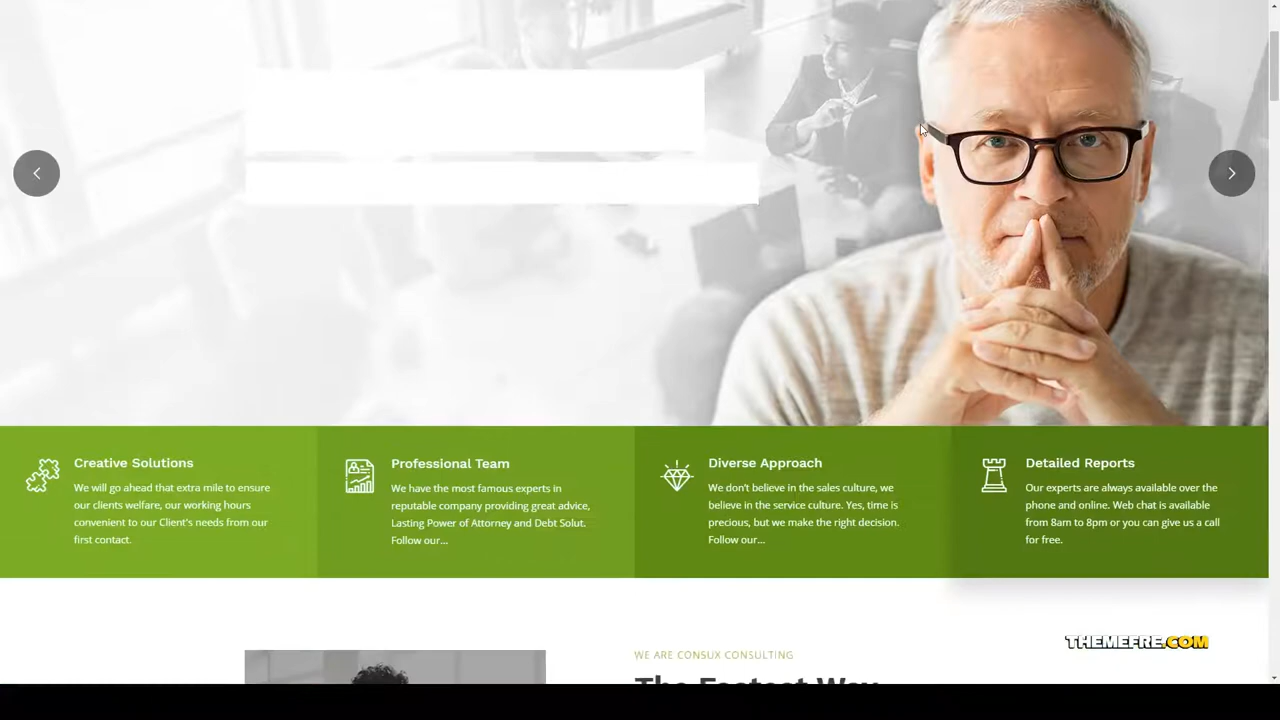 Creative Solutions
We will go ahead that extra mile to ensure
our clients welfare, our working hours
convenient to our Client's needs from our
first contact.
Professional Team
We have the most famous experts in
reputable company providing great advice,
Lasting Power of Attorney and Debt Solut.
Follow our...
Diverse Approach
We don't believe in the sales culture, we
believe in the service culture. Yes, time is
precious, but we make the right decision.
Follow our...
Detailed Reports
Our experts are always available over the
phone and online. Web chat is available
from 8am to 8pm or you can give us a call
for free.
THEMEFRE.COM
WE ARE CONSUX CONSULTING
The Fastest Way